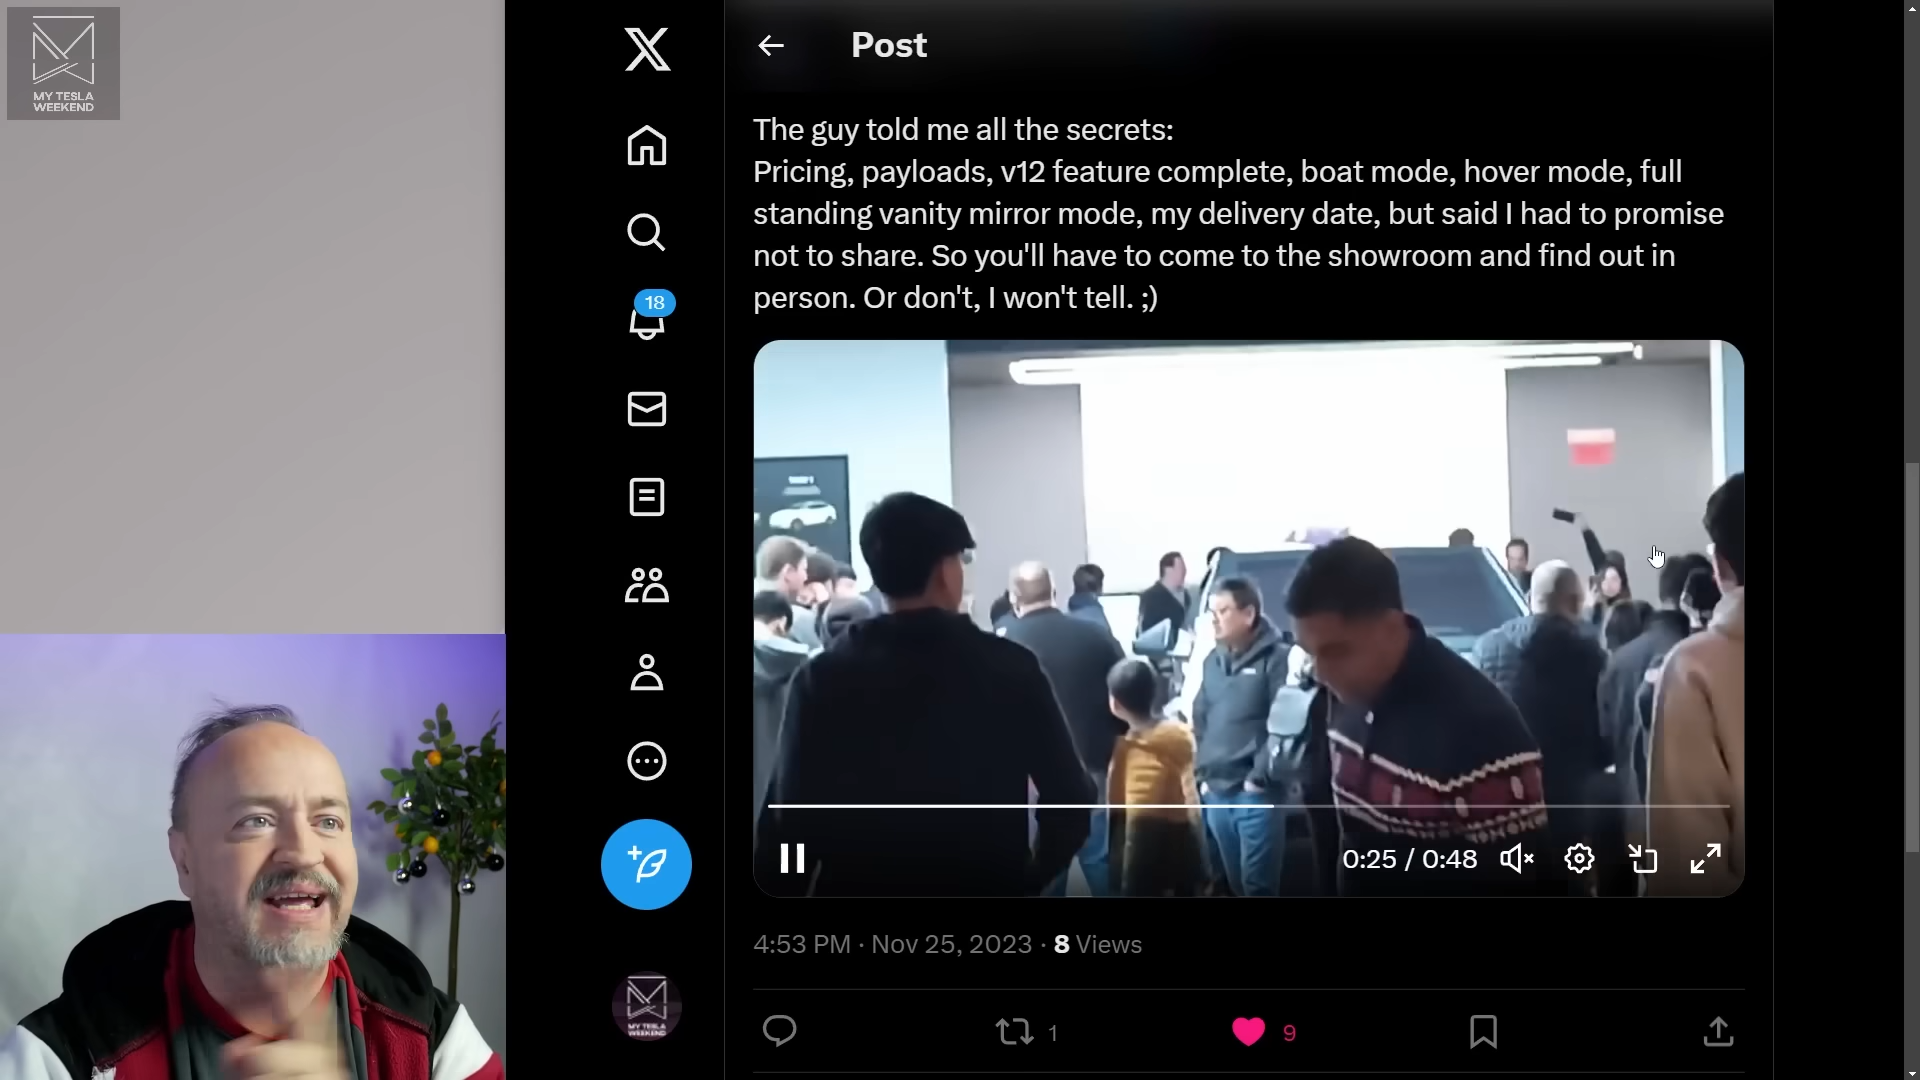 MY TESLA
WEEKEND
Post
The guy told me all the secrets:
Pricing, payloads, v12 feature complete, boat mode, hover mode, full
standing vanity mirror mode, my delivery date, but said I had to promise
not to share. So you'll have to come to the showroom and find out in
person. Or don't, I won't tell. ;)
18
0:25 / 0:48
4:53 PM · Nov 25, 2023 · 8 Views
1
9
MY TESLA
WEEKEND